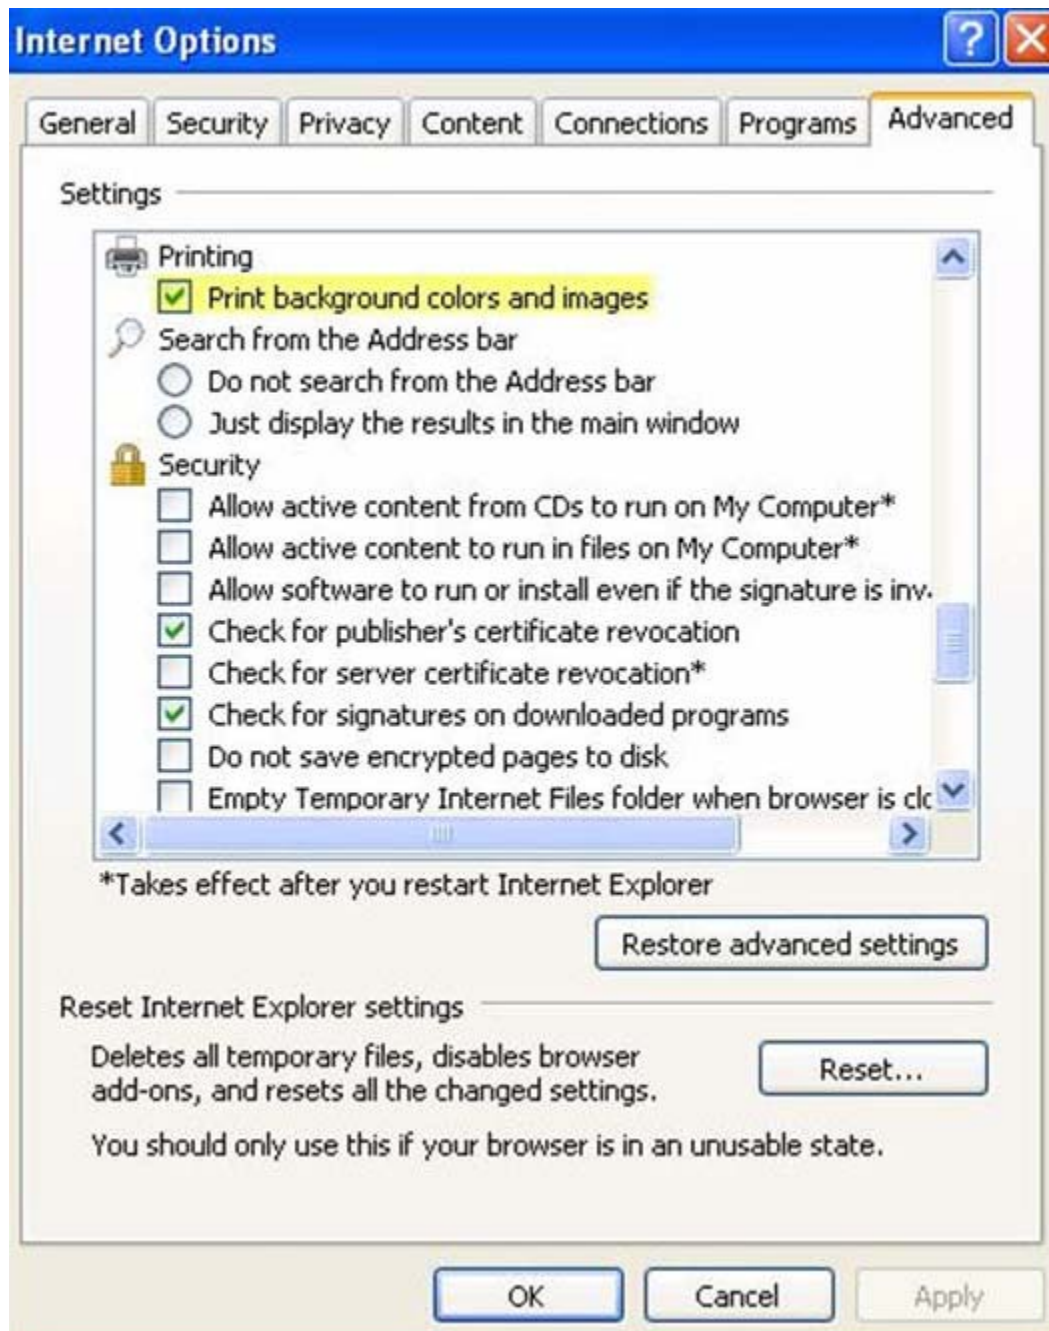 Internet Options
General Security Privacy Content Connections Programs Advanced
Settings
Printing
Print background colors and images
Search from the Address bar
Do not search from the Address bar
Just display the results in the main window
Security
Allow active content from CDs to run on My Computer*
Allow active content to run in files on My Computer*
Allow software to run or install even if the signature is inv
Check for publisher's certificate revocation
Check for server certificate revocation*
Check for signatures on downloaded programs
Do not save encrypted pages to disk
Empty Temporary Internet Files folder when browser is clo
*Takes effect after you restart Internet Explorer
Restore advanced settings
Reset Internet Explorer settings
Deletes all temporary files, disables browser
add-ons, and resets all the changed settings.
Reset...
You should only use this if your browser is in an unusable state.
OK Cancel Apply